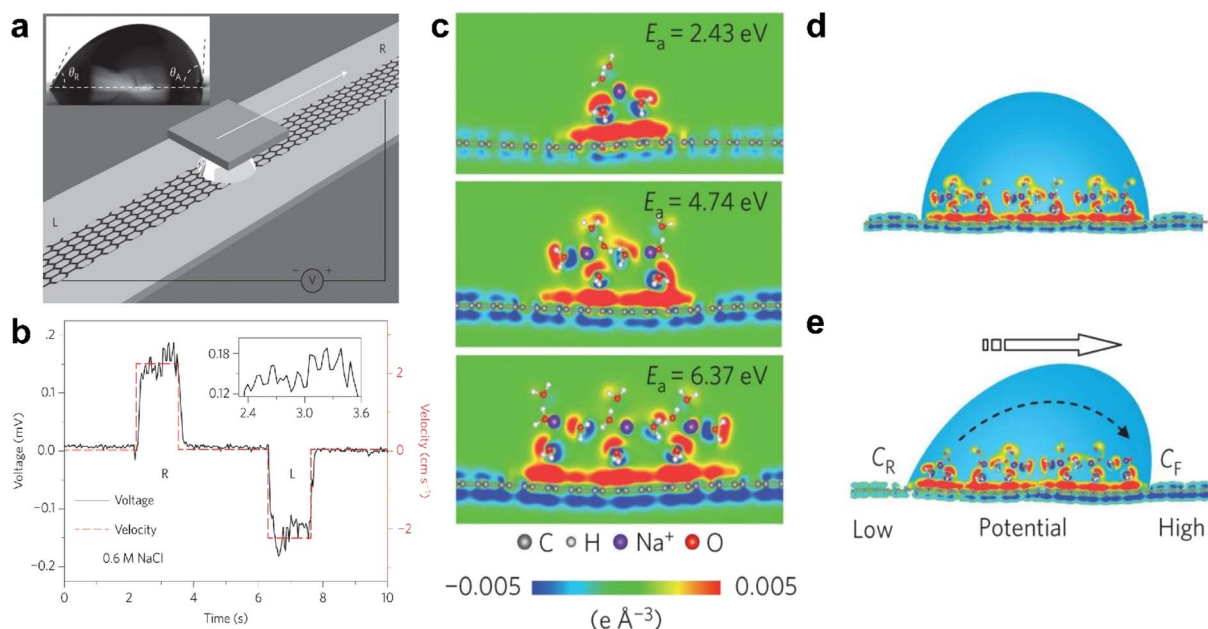 a
θR
θA
R
L
− V +
b
.2
0.1
0.0
−0.1
−0.2
Voltage (mV)
0.18
0.12
2.4 3.0 3.6
R
L
Voltage
Velocity
0.6 M NaCl
2
0
−2
Velocity (cm s⁻¹)
0 2 4 6 8 10
Time (s)
c
Ea = 2.43 eV
Ea = 4.74 eV
Ea = 6.37 eV
C H Na⁺ O
−0.005 0.005
(e Å⁻³)
d
e
CR
CF
Low Potential High